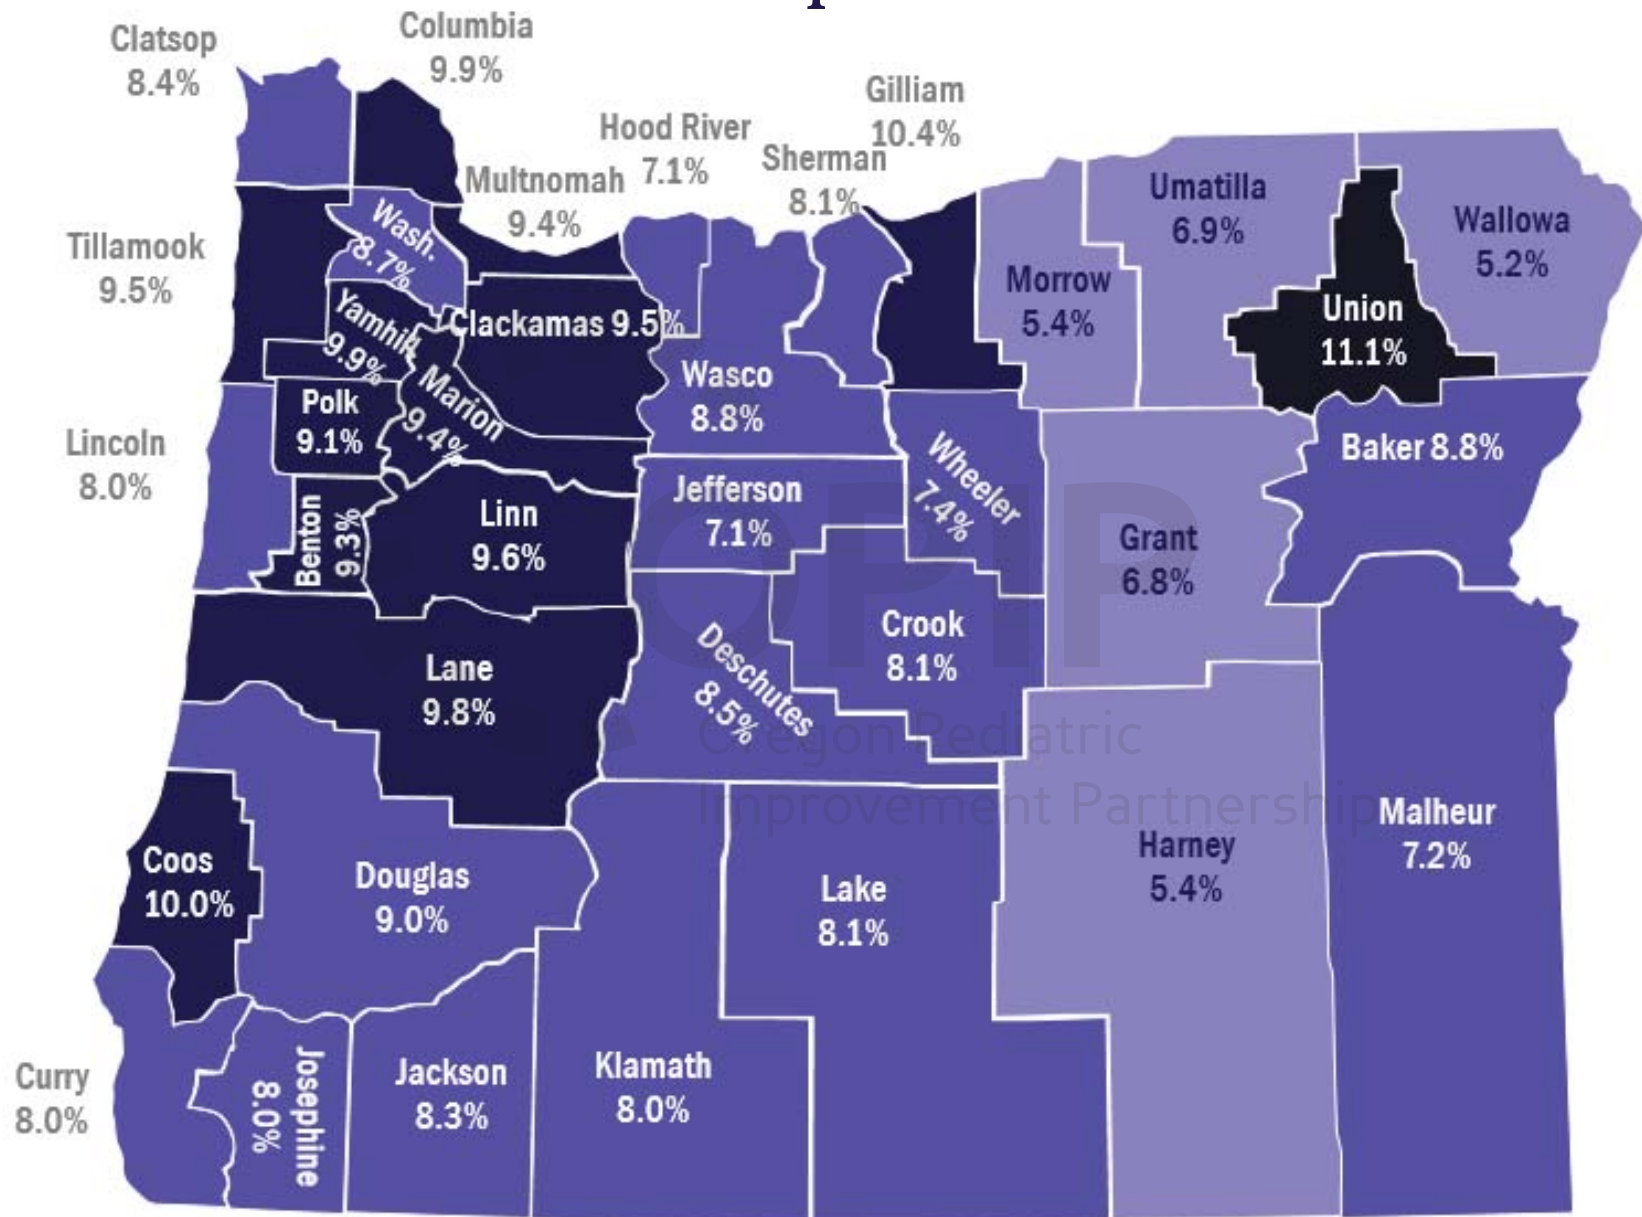 Clatsop
8.4%
Columbia
9.9%
Gilliam
10.4%
Hood River
7.1%
Sherman
8.1%
Multnomah
9.4%
Umatilla
6.9%
Wallowa
5.2%
Wash.
8.7%
Tillamook
9.5%
Morrow
5.4%
Union
11.1%
Yamhill
9.9%
Clackamas 9.5%
Marion
9.4%
Wasco
8.8%
Polk
9.1%
Lincoln
8.0%
Baker 8.8%
Wheeler
7.4%
Jefferson
7.1%
Benton
9.3%
Linn
9.6%
Grant
6.8%
Crook
8.1%
Deschutes
8.5%
Lane
9.8%
OPIP
Oregon Pediatric
Improvement Partnership
Malheur
7.2%
Harney
5.4%
Coos
10.0%
Douglas
9.0%
Lake
8.1%
Curry
8.0%
Josephine
8.0%
Jackson
8.3%
Klamath
8.0%